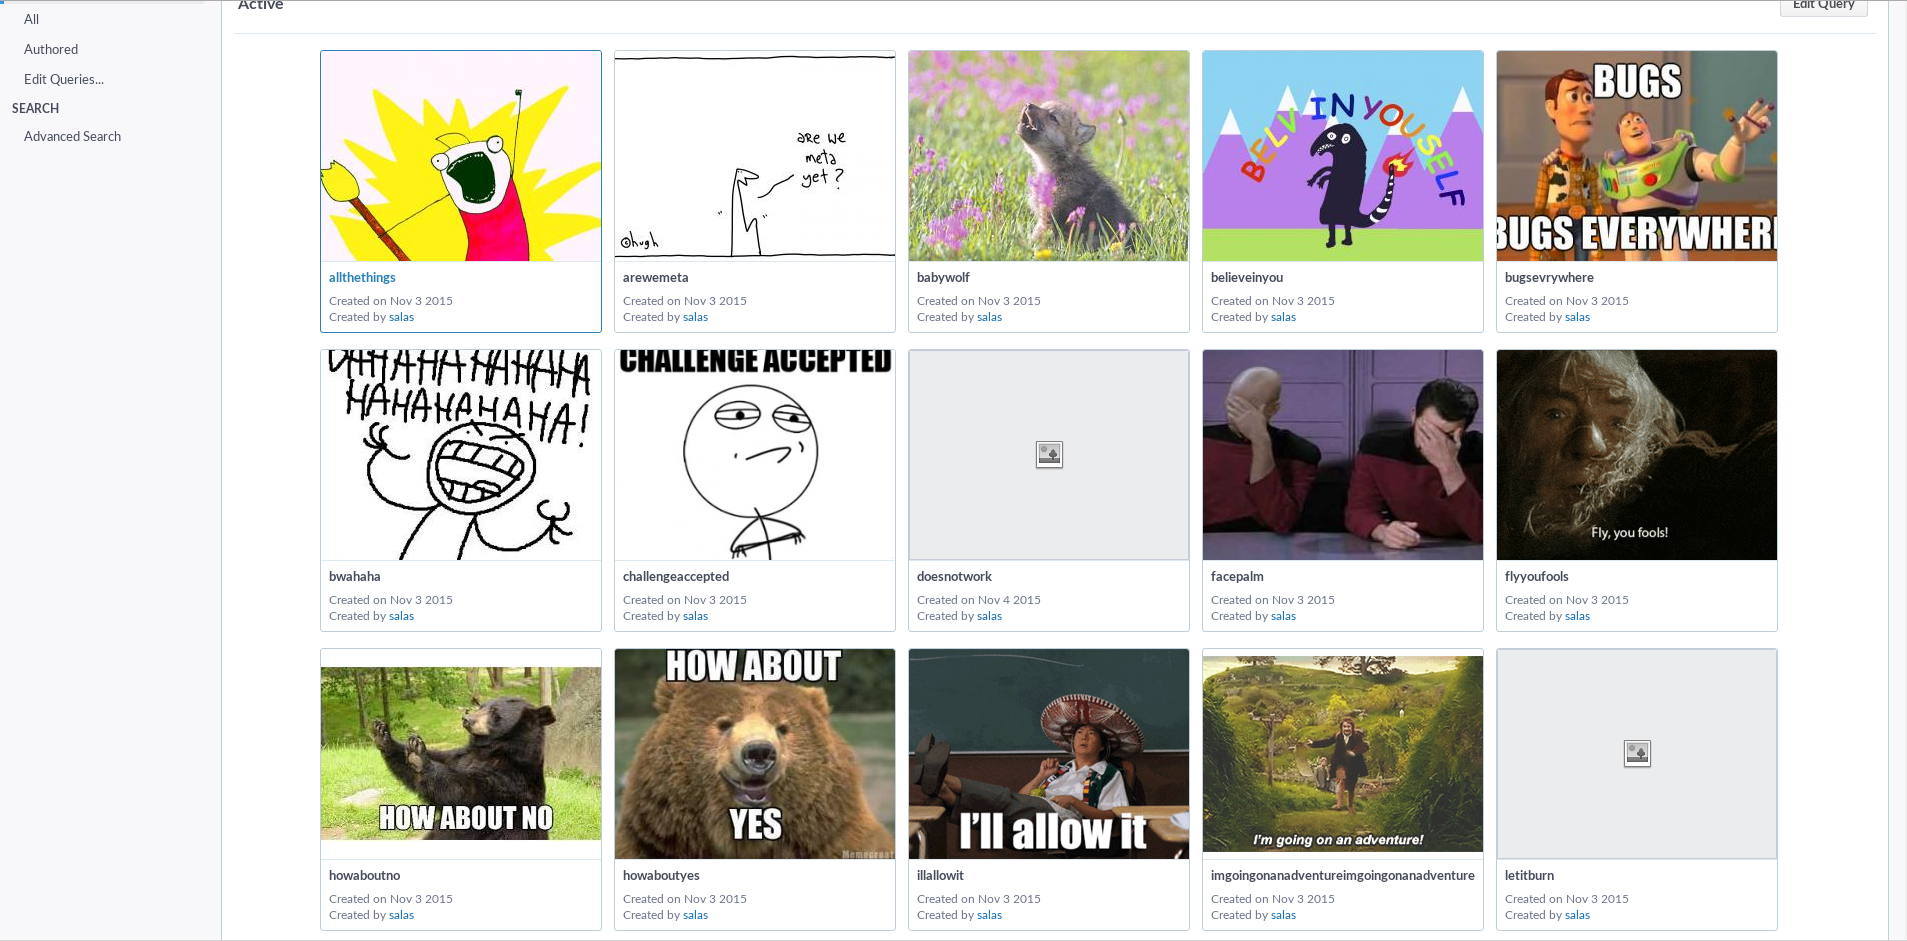 Active
Edit Query
All
Authored
Edit Queries...
SEARCH
Advanced Search
are we
meta
yet?
©hugh
BELV IN YOUSELF
BUGS
BUGS EVERYWHER
allthethings
Created on Nov 3 2015
Created by salas
arewemeta
Created on Nov 3 2015
Created by salas
babywolf
Created on Nov 3 2015
Created by salas
believeinyou
Created on Nov 3 2015
Created by salas
bugsevrywhere
Created on Nov 3 2015
Created by salas
HAHAHAHAHA!
CHALLENGE ACCEPTED
Fly, you fools!
bwahaha
Created on Nov 3 2015
Created by salas
challengeaccepted
Created on Nov 3 2015
Created by salas
doesnotwork
Created on Nov 4 2015
Created by salas
facepalm
Created on Nov 3 2015
Created by salas
flyyoufools
Created on Nov 3 2015
Created by salas
HOW ABOUT NO
HOW ABOUT
YES
I'll allow it
I'm going on an adventure!
howaboutno
Created on Nov 3 2015
Created by salas
howaboutyes
Created on Nov 3 2015
Created by salas
illallowit
Created on Nov 3 2015
Created by salas
imgoingonanadventureimgoingonanadventure
Created on Nov 3 2015
Created by salas
letitburn
Created on Nov 3 2015
Created by salas